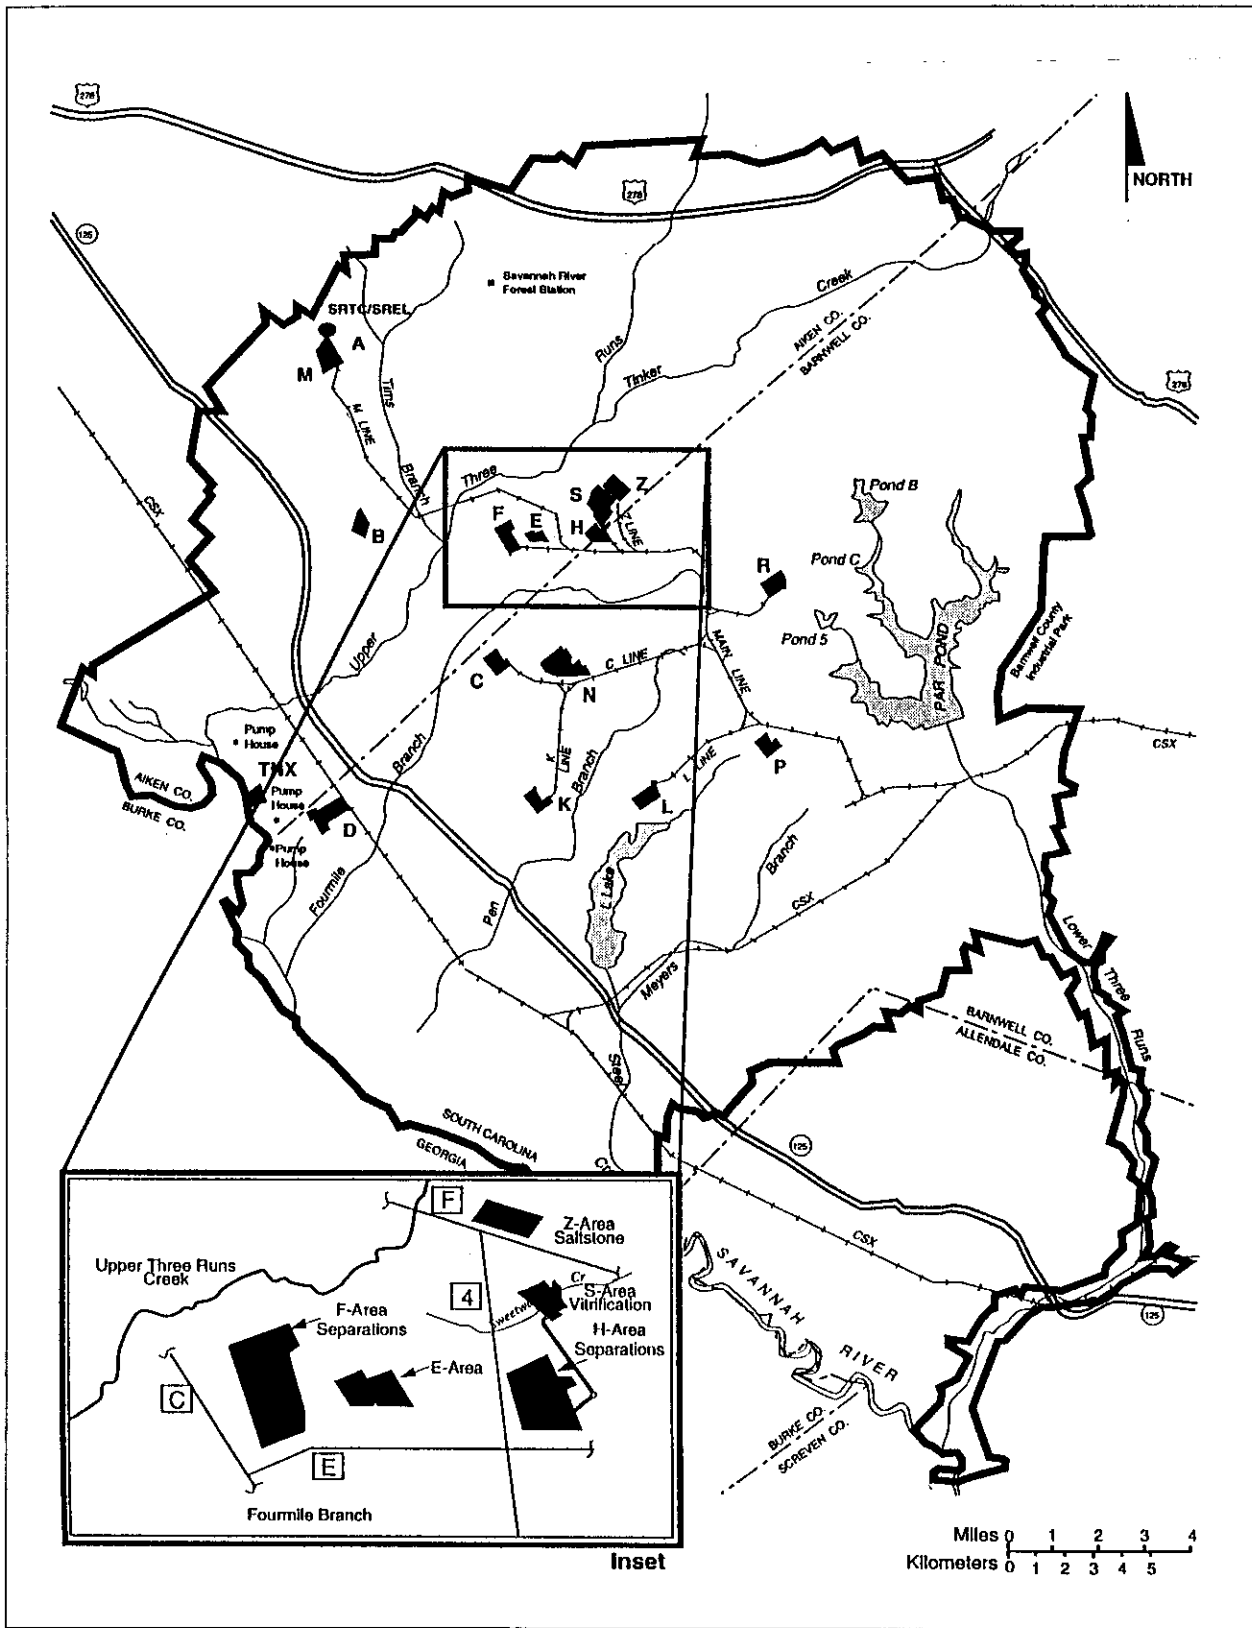 278
NORTH
278
125
Savannah River
Forest Station
SRTC/SREL
A
M
Creek
AIKEN CO.
BARNWELL CO.
Runs
Tinker
Tims
278
M LINE
Branch
Three
CSX
S
Z
Pond B
F
E
H
Z LINE
B
Pond C
R
Pond 5
Barnwell County
Industrial Park
Upper
MAIN LINE
C LINE
C
N
PAR POND
Pump
House
Branch
K LINE
Branch
L LINE
P
CSX
TNX
AIKEN CO.
BURKE CO.
Pump
House
K
L
D
Pump
House
Branch
Fourmile
L Lake
CSX
Pen
Lower
Meyers
Three
BARNWELL CO.
ALLENDALE CO.
Runs
Steel
SOUTH CAROLINA
GEORGIA
125
F
Z-Area
Saltstone
CSX
SAVANNAH
Upper Three Runs
Creek
Cr
S-Area
Vitrification
4
F-Area
Separations
H-Area
Separations
125
E-Area
RIVER
C
BURKE CO.
SCREVEN CO.
E
Fourmile Branch
Inset
Miles 0 1 2 3 4
Kilometers 0 1 2 3 4 5